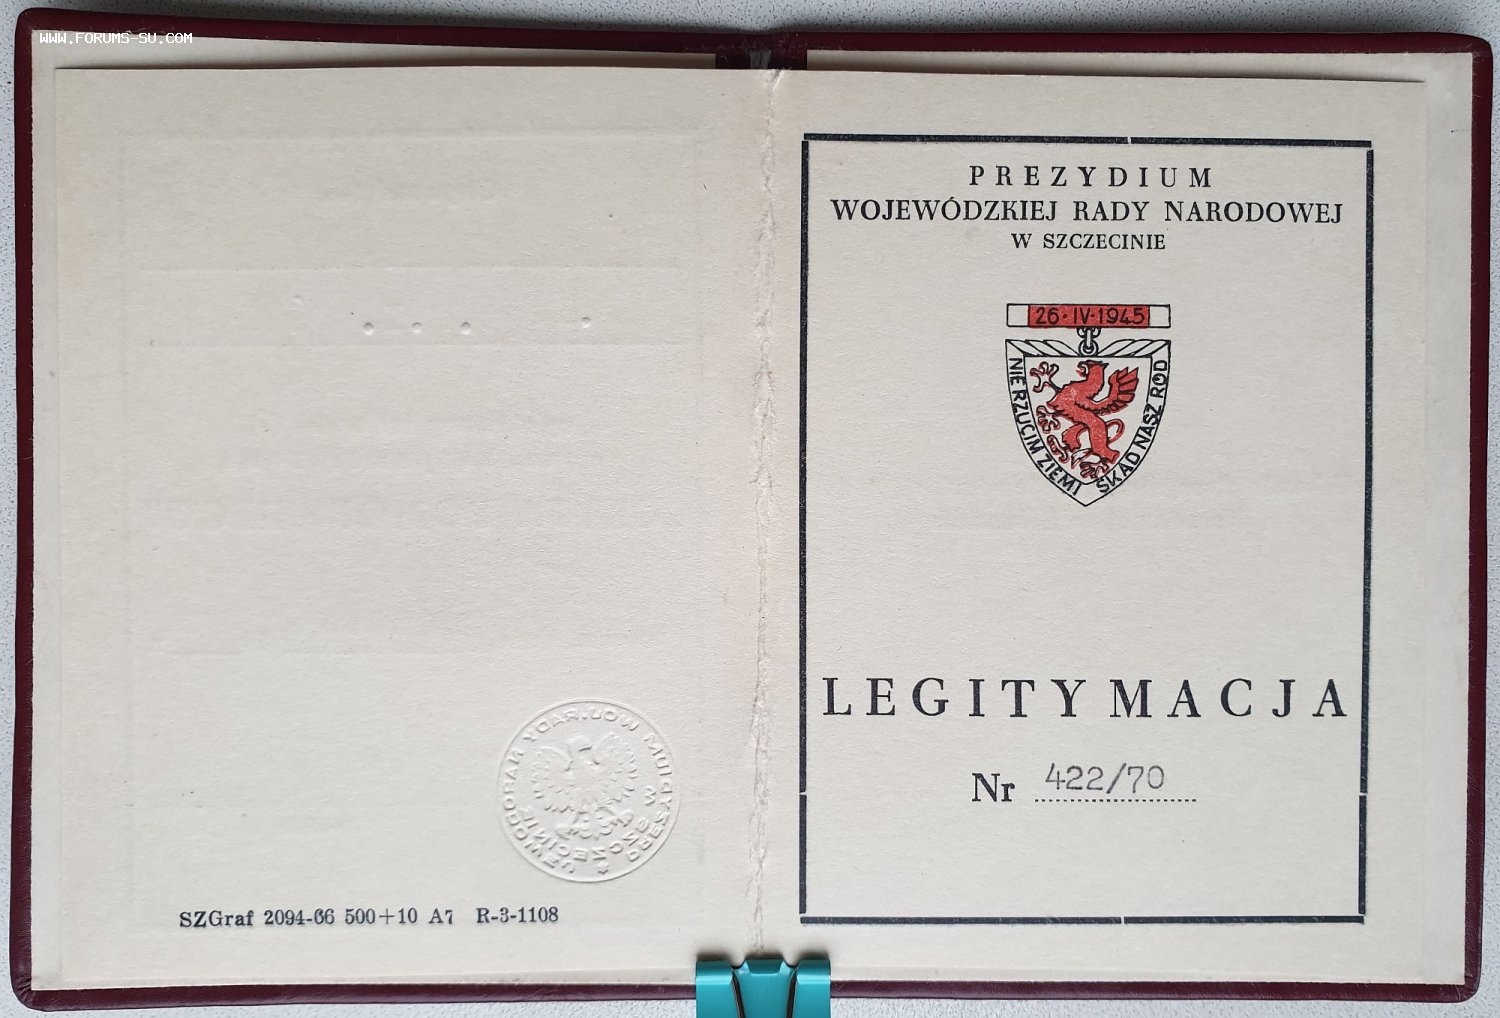 www.forums-su.com
SZGraf 2094-66 500+10 A7 R-3-1108
PREZYDIUM
WOJEWÓDZKIEJ RADY NARODOWEJ
W SZCZECINIE
26·IV·1945
NIE RZUCIM ZIEMI SKĄD NASZ RÓD
LEGITYMACJA
Nr 422/70